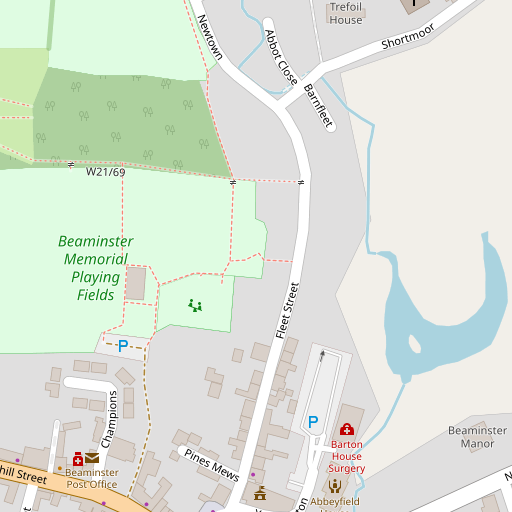 Trefoil
House
Shortmoor
Newtown
Abbot Close
Barnfleet
W21/69
Beaminster
Memorial
Playing
Fields
Fleet Street
P
P
Champions
Barton
House
Surgery
Beaminster
Manor
Pines Mews
Beaminster
Post Office
hill Street
Abbeyfield